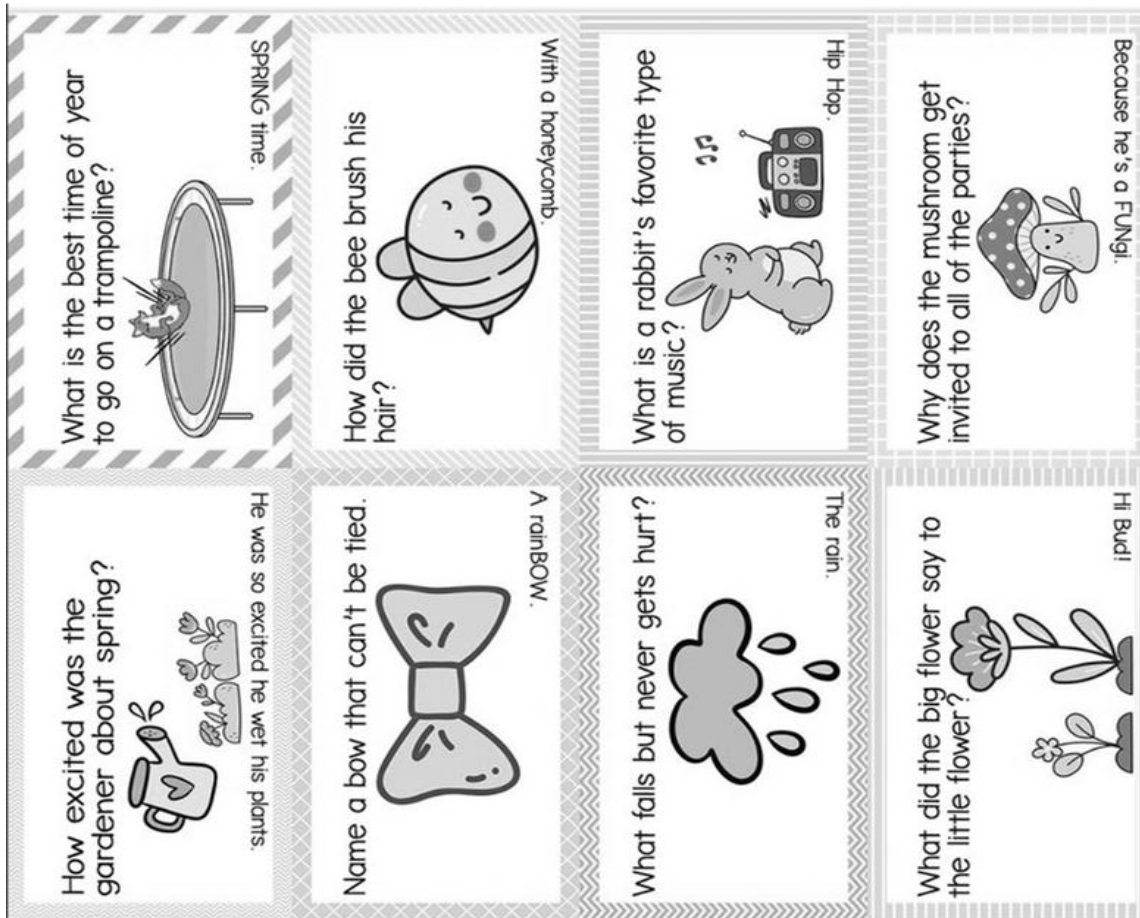 How excited was the
gardener about spring?
He was so excited he wet his plants.
What is the best time of year
to go on a trampoline?
SPRING time.
Name a bow that can't be tied.
A rainBOW.
How did the bee brush his
hair?
With a honeycomb.
What falls but never gets hurt?
The rain.
What is a rabbit's favorite type
of music?
Hip Hop.
What did the big flower say to
the little flower?
Hi Bud!
Why does the mushroom get
invited to all of the parties?
Because he's a FUNgi.